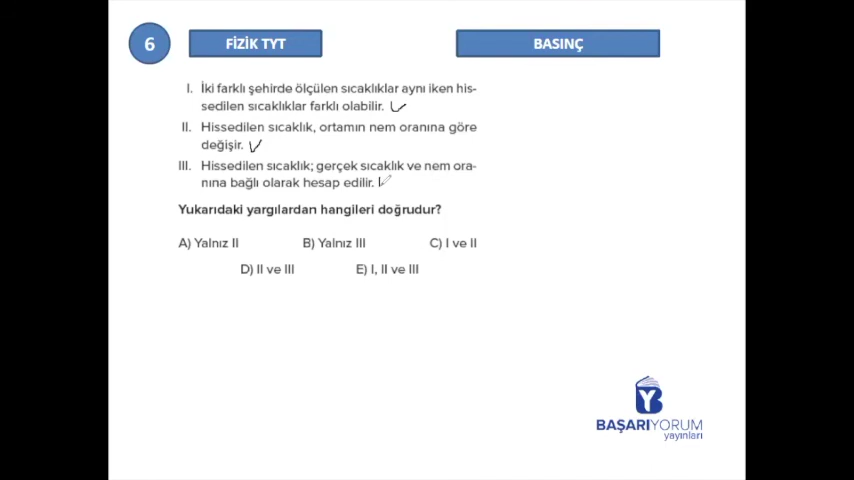 6
FİZİK TYT
BASINÇ
I. İki farklı şehirde ölçülen sıcaklıklar aynı iken his-
sedilen sıcaklıklar farklı olabilir.
II. Hissedilen sıcaklık, ortamın nem oranına göre
değişir.
III. Hissedilen sıcaklık; gerçek sıcaklık ve nem ora-
nına bağlı olarak hesap edilir.
Yukarıdaki yargılardan hangileri doğrudur?
A) Yalnız II B) Yalnız III C) I ve II
D) II ve III E) I, II ve III
BAŞARIYORUM
yayınları